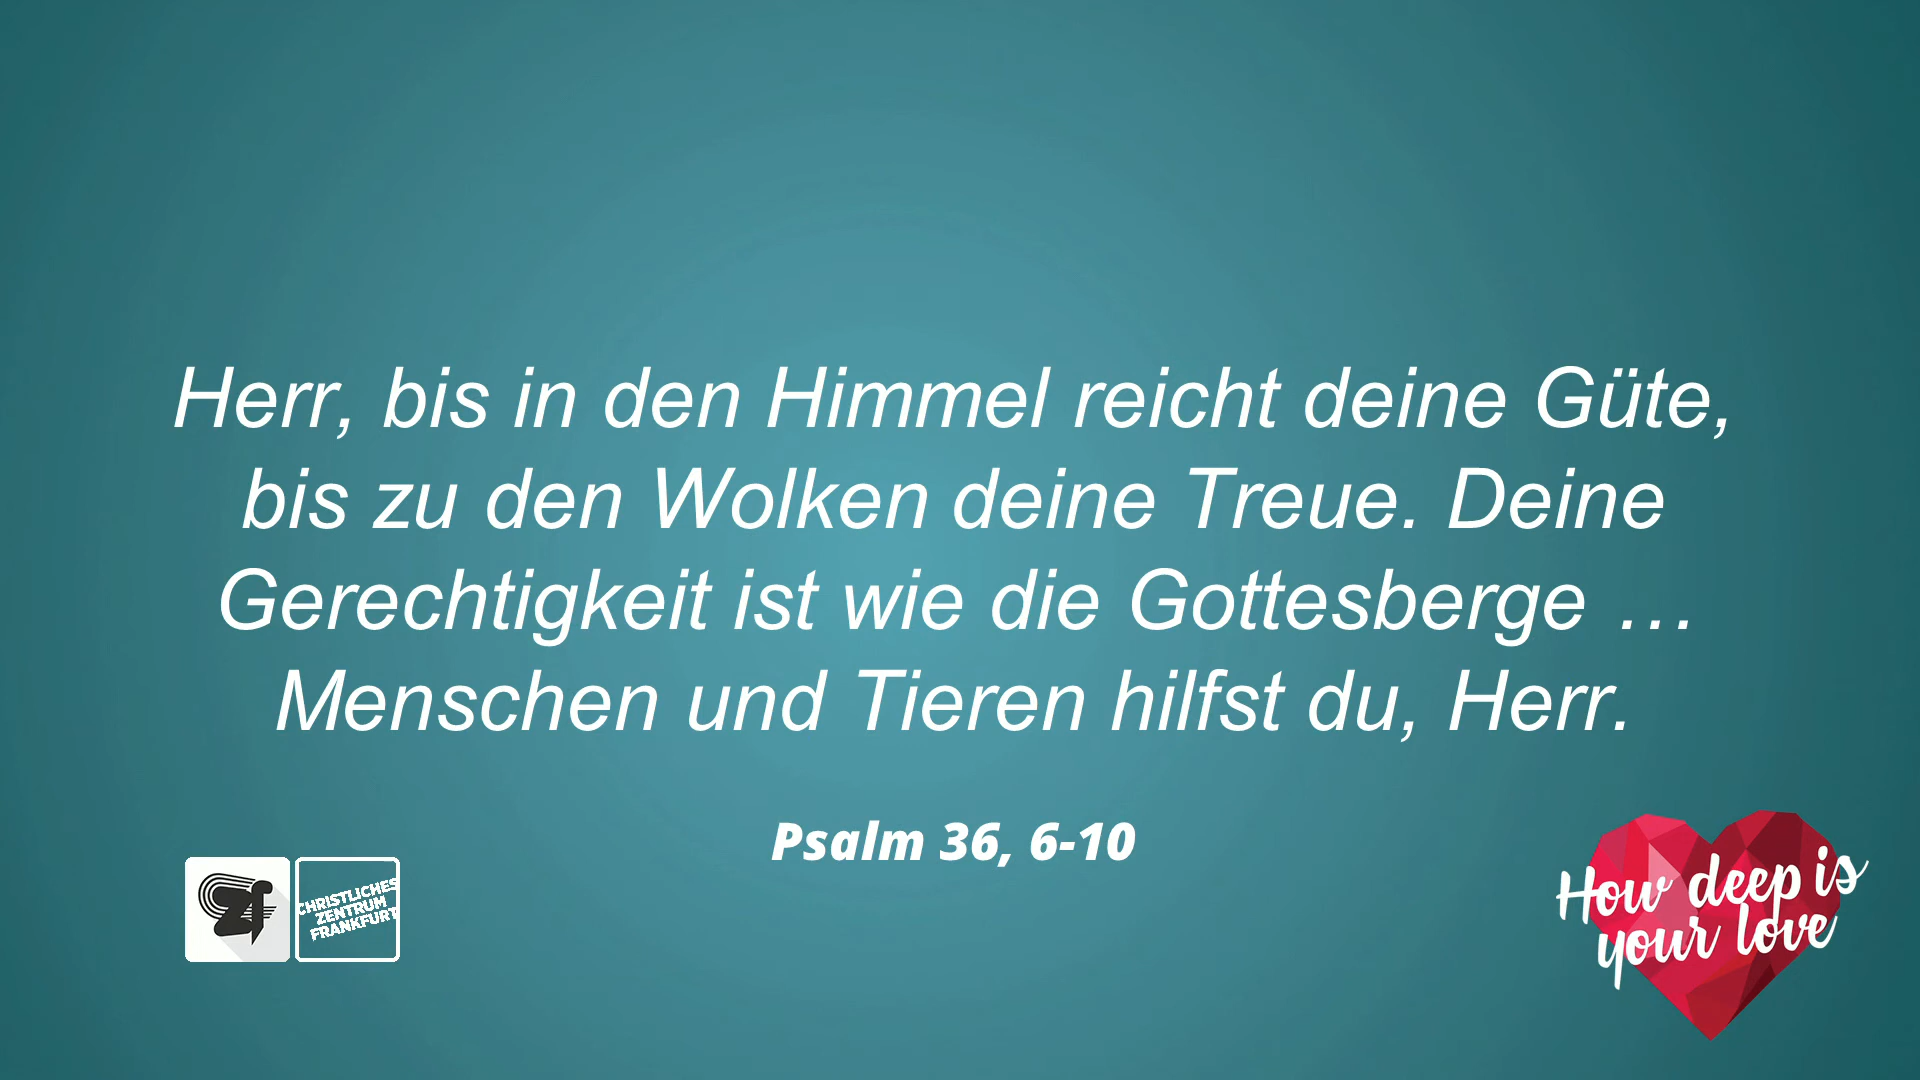 Herr, bis in den Himmel reicht deine Güte,
bis zu den Wolken deine Treue. Deine
Gerechtigkeit ist wie die Gottesberge …
Menschen und Tieren hilfst du, Herr.
Psalm 36, 6-10
czf
CHRISTLICHES
ZENTRUM
FRANKFURT
How deep is
your love